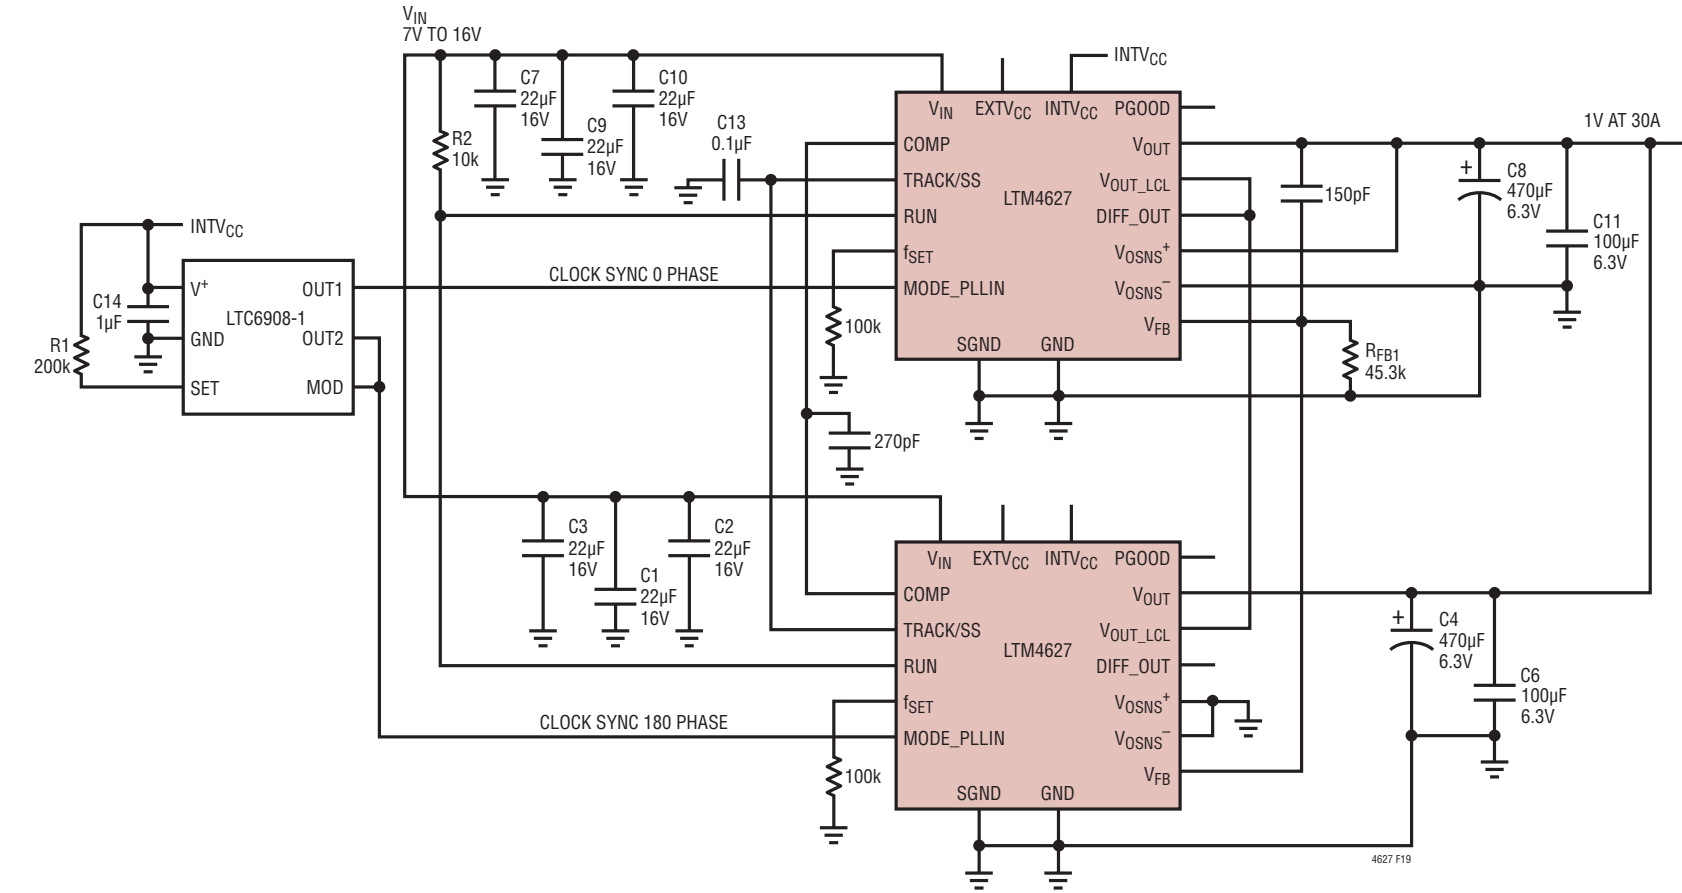 VIN
7V TO 16V
INTVCC
C7
22µF
16V
C10
22µF
16V
C9
22µF
16V
R2
10k
C13
0.1µF
VIN
EXTVCC
INTVCC
PGOOD
COMP
TRACK/SS
RUN
fSET
MODE_PLLIN
LTM4627
VOUT
VOUT_LCL
DIFF_OUT
VOSNS+
VOSNS–
VFB
SGND
GND
1V AT 30A
150pF
C8
470µF
6.3V
+
C11
100µF
6.3V
RFB1
45.3k
INTVCC
V+
GND
SET
LTC6908-1
OUT1
OUT2
MOD
C14
1µF
R1
200k
CLOCK SYNC 0 PHASE
100k
270pF
C3
22µF
16V
C2
22µF
16V
C1
22µF
16V
VIN
EXTVCC
INTVCC
PGOOD
COMP
TRACK/SS
RUN
fSET
MODE_PLLIN
LTM4627
VOUT
VOUT_LCL
DIFF_OUT
VOSNS+
VOSNS–
VFB
SGND
GND
CLOCK SYNC 180 PHASE
100k
+
C4
470µF
6.3V
C6
100µF
6.3V
4627 F19